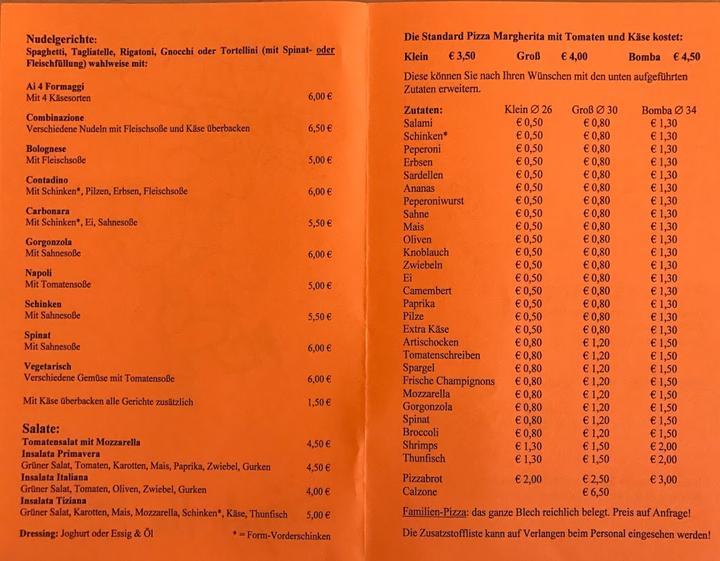 Nudelgerichte:
Spaghetti, Tagliatelle, Rigatoni, Gnocchi oder Tortellini (mit Spinat- oder
Fleischfüllung) wahlweise mit:
Ai 4 Formaggi
Mit 4 Käsesorten 6,00 €
Combinazione
Verschiedene Nudeln mit Fleischsoße und Käse überbacken 6,50 €
Bolognese
Mit Fleischsoße 5,00 €
Contadino
Mit Schinken*, Pilzen, Erbsen, Fleischsoße 6,00 €
Carbonara
Mit Schinken*, Ei, Sahnesoße 5,50 €
Gorgonzola
Mit Sahnesoße 6,00 €
Napoli
Mit Tomatensoße 5,00 €
Schinken
Mit Sahnesoße 5,50 €
Spinat
Mit Sahnesoße 6,00 €
Vegetarisch
Verschiedene Gemüse mit Tomatensoße 6,00 €
Mit Käse überbacken alle Gerichte zusätzlich 1,50 €
Salate:
Tomatensalat mit Mozzarella 4,50 €
Insalata Primavera
Grüner Salat, Tomaten, Karotten, Mais, Paprika, Zwiebel, Gurken 4,50 €
Insalata Italiana
Grüner Salat, Tomaten, Oliven, Zwiebel, Gurken 4,00 €
Insalata Tiziana
Grüner Salat, Karotten, Mais, Mozzarella, Schinken*, Käse, Thunfisch 5,00 €
Dressing: Joghurt oder Essig & Öl * = Form-Vorderschinken
Die Standard Pizza Margherita mit Tomaten und Käse kostet:
Klein € 3,50 Groß € 4,00 Bomba € 4,50
Diese können Sie nach Ihren Wünschen mit den unten aufgeführten
Zutaten erweitern.
Zutaten: Klein Ø 26 Groß Ø 30 Bomba Ø 34
Salami € 0,50 € 0,80 € 1,30
Schinken* € 0,50 € 0,80 € 1,30
Peperoni € 0,50 € 0,80 € 1,30
Erbsen € 0,50 € 0,80 € 1,30
Sardellen € 0,50 € 0,80 € 1,30
Ananas € 0,50 € 0,80 € 1,30
Peperoniwurst € 0,50 € 0,80 € 1,30
Sahne € 0,50 € 0,80 € 1,30
Mais € 0,50 € 0,80 € 1,30
Oliven € 0,50 € 0,80 € 1,30
Knoblauch € 0,50 € 0,80 € 1,30
Zwiebeln € 0,50 € 0,80 € 1,30
Ei € 0,50 € 0,80 € 1,30
Camembert € 0,50 € 0,80 € 1,30
Paprika € 0,50 € 0,80 € 1,30
Pilze € 0,50 € 0,80 € 1,30
Extra Käse € 0,50 € 0,80 € 1,30
Artischocken € 0,80 € 1,20 € 1,50
Tomatenschreiben € 0,80 € 1,20 € 1,50
Spargel € 0,80 € 1,20 € 1,50
Frische Champignons € 0,80 € 1,20 € 1,50
Mozzarella € 0,80 € 1,20 € 1,50
Gorgonzola € 0,80 € 1,20 € 1,50
Spinat € 0,80 € 1,20 € 1,50
Broccoli € 0,80 € 1,20 € 1,50
Shrimps € 1,30 € 1,50 € 2,00
Thunfisch € 1,30 € 1,50 € 2,00
Pizzabrot € 2,00 € 2,50 € 3,00
Calzone € 6,50
Familien-Pizza: das ganze Blech reichlich belegt. Preis auf Anfrage!
Die Zusatzstoffliste kann auf Verlangen beim Personal eingesehen werden!